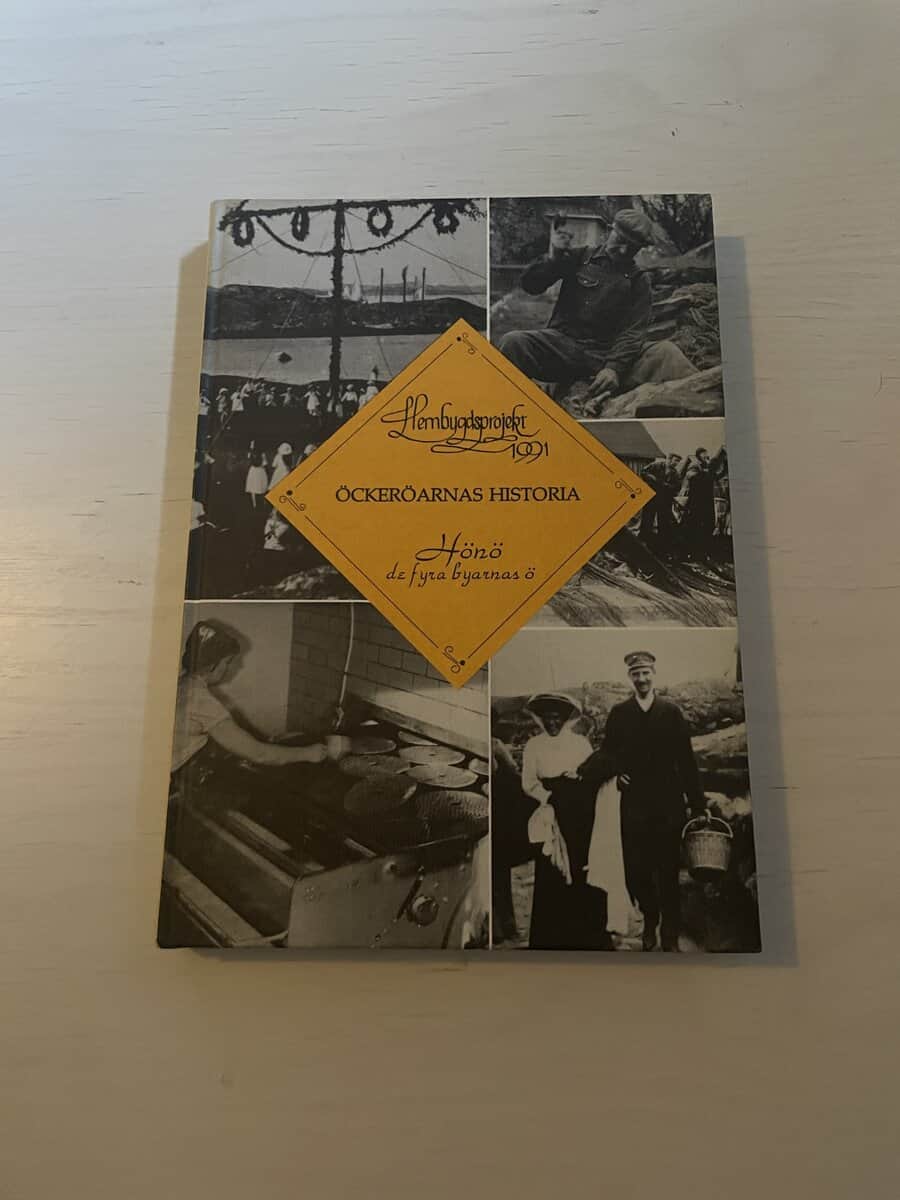 Hembygdsprojekt
1991
ÖCKERÖARNAS HISTORIA
Hönö
de fyra byarnas ö